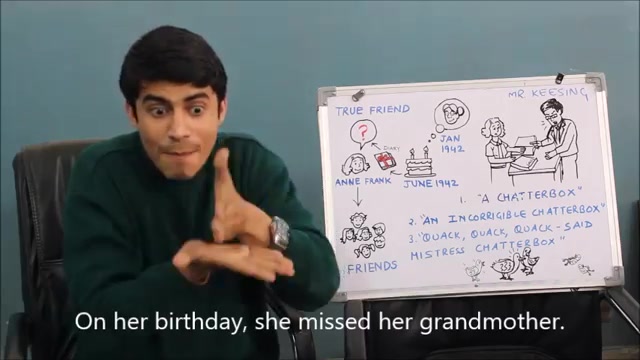 TRUE FRIEND
MR KEESING
?
DIARY
JAN
1942
ANNE FRANK
JUNE 1942
1. "A CHATTERBOX"
2. "AN INCORRIGIBLE CHATTERBOX"
3. "QUACK, QUACK, QUACK - SAID
MISTRESS CHATTERBOX"
FRIENDS
On her birthday, she missed her grandmother.